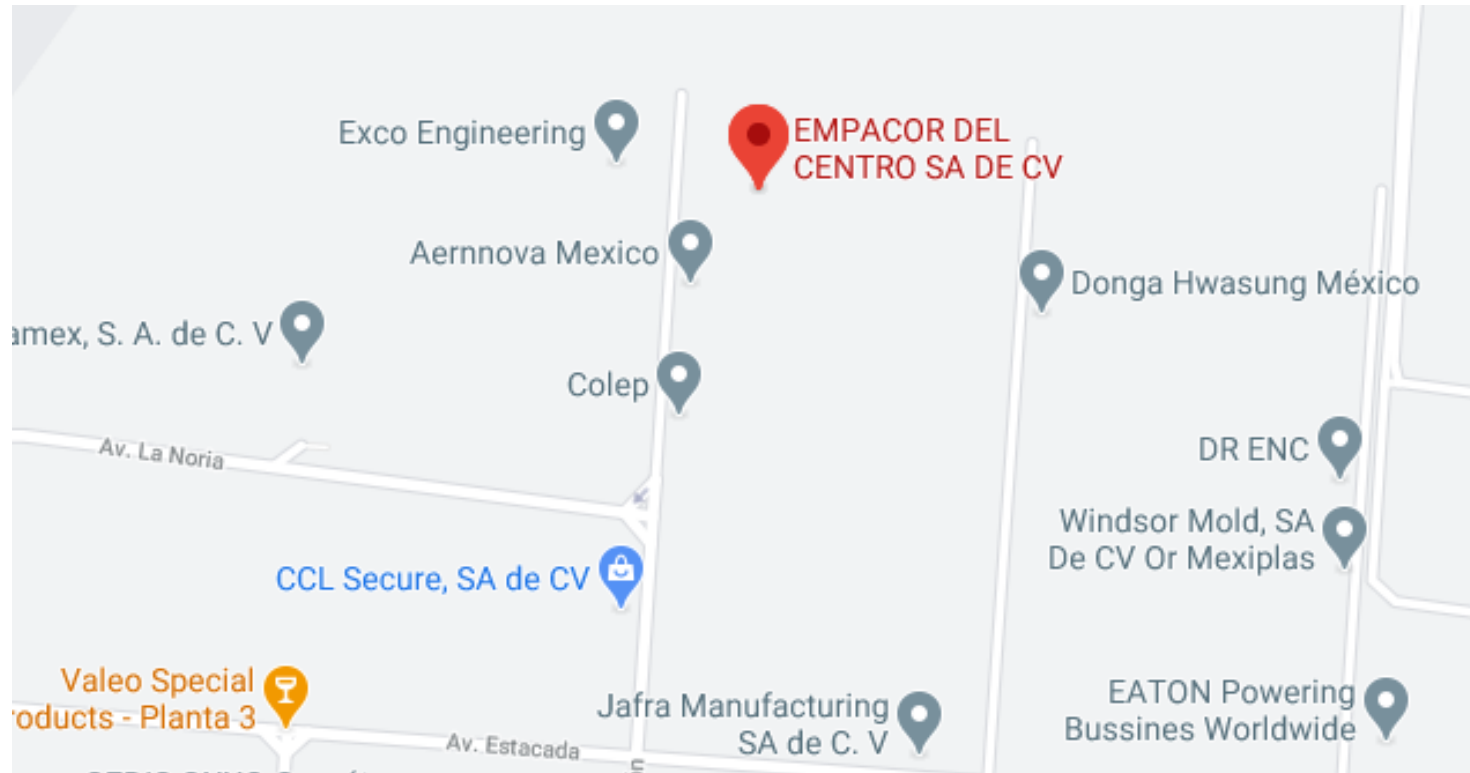 Exco Engineering
EMPACOR DEL
CENTRO SA DE CV
Aernnova Mexico
Donga Hwasung México
amex, S. A. de C. V
Colep
Av. La Noria
DR ENC
Windsor Mold, SA
De CV Or Mexiplas
CCL Secure, SA de CV
Valeo Special
roducts - Planta 3
Jafra Manufacturing
SA de C. V
EATON Powering
Bussines Worldwide
Av. Estacada